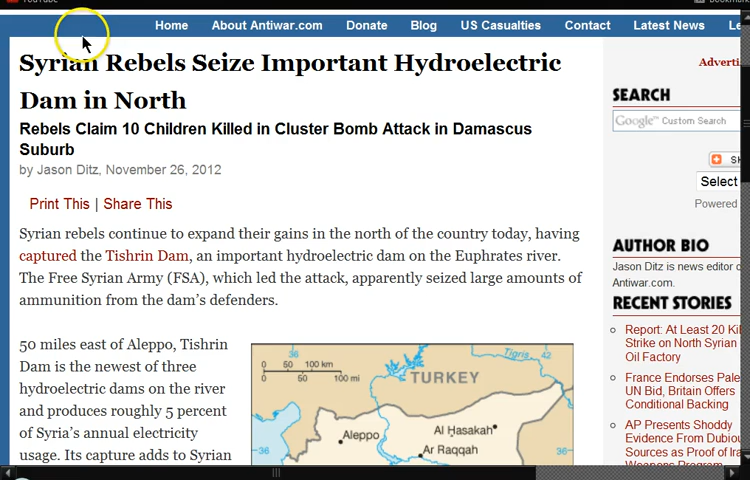 YouTube
Home About Antiwar.com Donate Blog US Casualties Contact Latest News
Syrian Rebels Seize Important Hydroelectric
Dam in North
Rebels Claim 10 Children Killed in Cluster Bomb Attack in Damascus
Suburb
by Jason Ditz, November 26, 2012
Print This | Share This
Syrian rebels continue to expand their gains in the north of the country today, having
captured the Tishrin Dam, an important hydroelectric dam on the Euphrates river.
The Free Syrian Army (FSA), which led the attack, apparently seized large amounts of
ammunition from the dam's defenders.
50 miles east of Aleppo, Tishrin
Dam is the newest of three
hydroelectric dams on the river
and produces roughly 5 percent
of Syria's annual electricity
usage. Its capture adds to Syrian
36 42
0 50 100 km
0 50 100 mi
Tigris
TURKEY
Al Hasakah
Aleppo
Ar Raqqah
36 36
Adverti
SEARCH
Google™ Custom Search
Select
Powered
AUTHOR BIO
Jason Ditz is news editor o
Antiwar.com.
RECENT STORIES
Report: At Least 20 Kil
Strike on North Syrian
Oil Factory
France Endorses Pale
UN Bid, Britain Offers
Conditional Backing
AP Presents Shoddy
Evidence From Dubiou
Sources as Proof of Ira